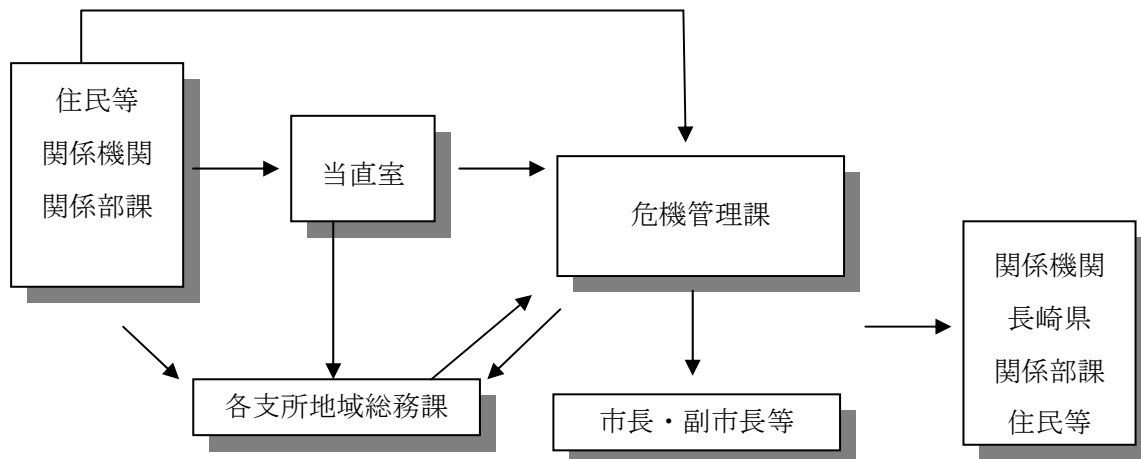 住民等
関係機関
関係部課
当直室
危機管理課
各支所地域総務課
市長・副市長等
関係機関
長崎県
関係部課
住民等